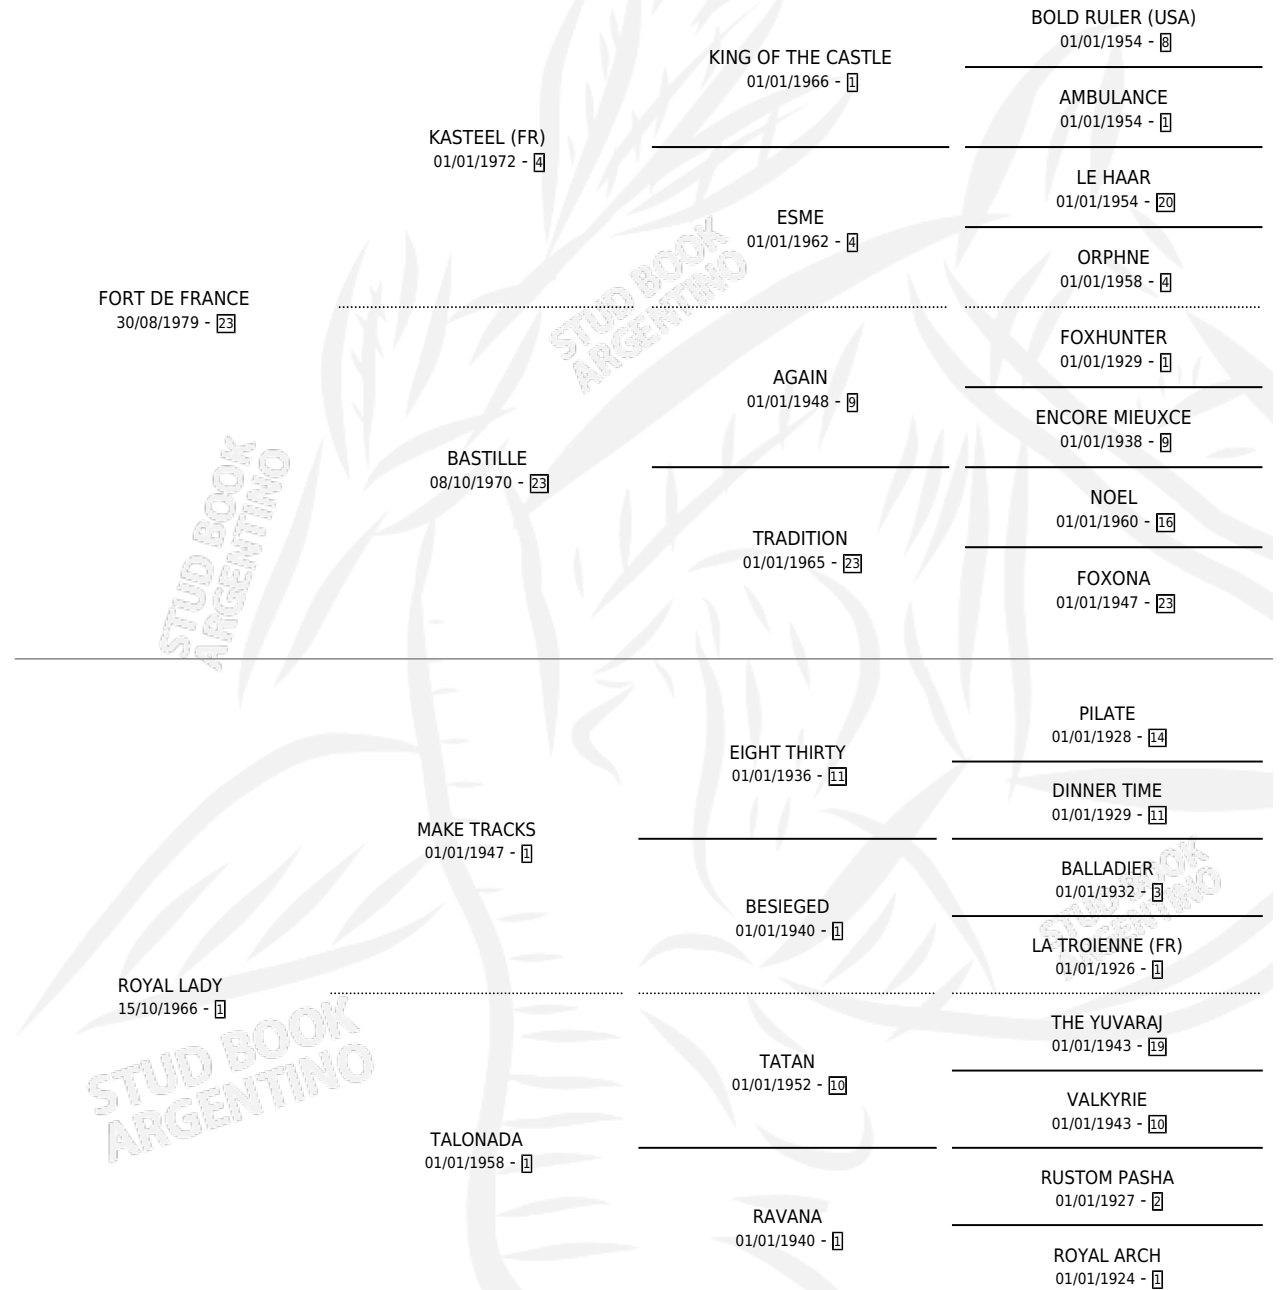 BOLD RULER (USA)
01/01/1954 - 8
KING OF THE CASTLE
01/01/1966 - 1
AMBULANCE
01/01/1954 - 1
KASTEEL (FR)
01/01/1972 - 4
LE HAAR
01/01/1954 - 20
ESME
01/01/1962 - 4
ORPHNE
01/01/1958 - 4
FORT DE FRANCE
30/08/1979 - 23
FOXHUNTER
01/01/1929 - 1
AGAIN
01/01/1948 - 9
ENCORE MIEUXCE
01/01/1938 - 9
BASTILLE
08/10/1970 - 23
NOEL
01/01/1960 - 16
TRADITION
01/01/1965 - 23
FOXONA
01/01/1947 - 23
PILATE
01/01/1928 - 14
EIGHT THIRTY
01/01/1936 - 11
DINNER TIME
01/01/1929 - 11
MAKE TRACKS
01/01/1947 - 1
BALLADIER
01/01/1932 - 3
BESIEGED
01/01/1940 - 1
LA TROIENNE (FR)
01/01/1926 - 1
ROYAL LADY
15/10/1966 - 1
THE YUVARAJ
01/01/1943 - 19
TATAN
01/01/1952 - 10
VALKYRIE
01/01/1943 - 10
TALONADA
01/01/1958 - 1
RUSTOM PASHA
01/01/1927 - 2
RAVANA
01/01/1940 - 1
ROYAL ARCH
01/01/1924 - 1
STUD BOOK
ARGENTINO
STUD BOOK
ARGENTINO
STUD BOOK
ARGENTINO
STUD BOOK
ARGENTINO